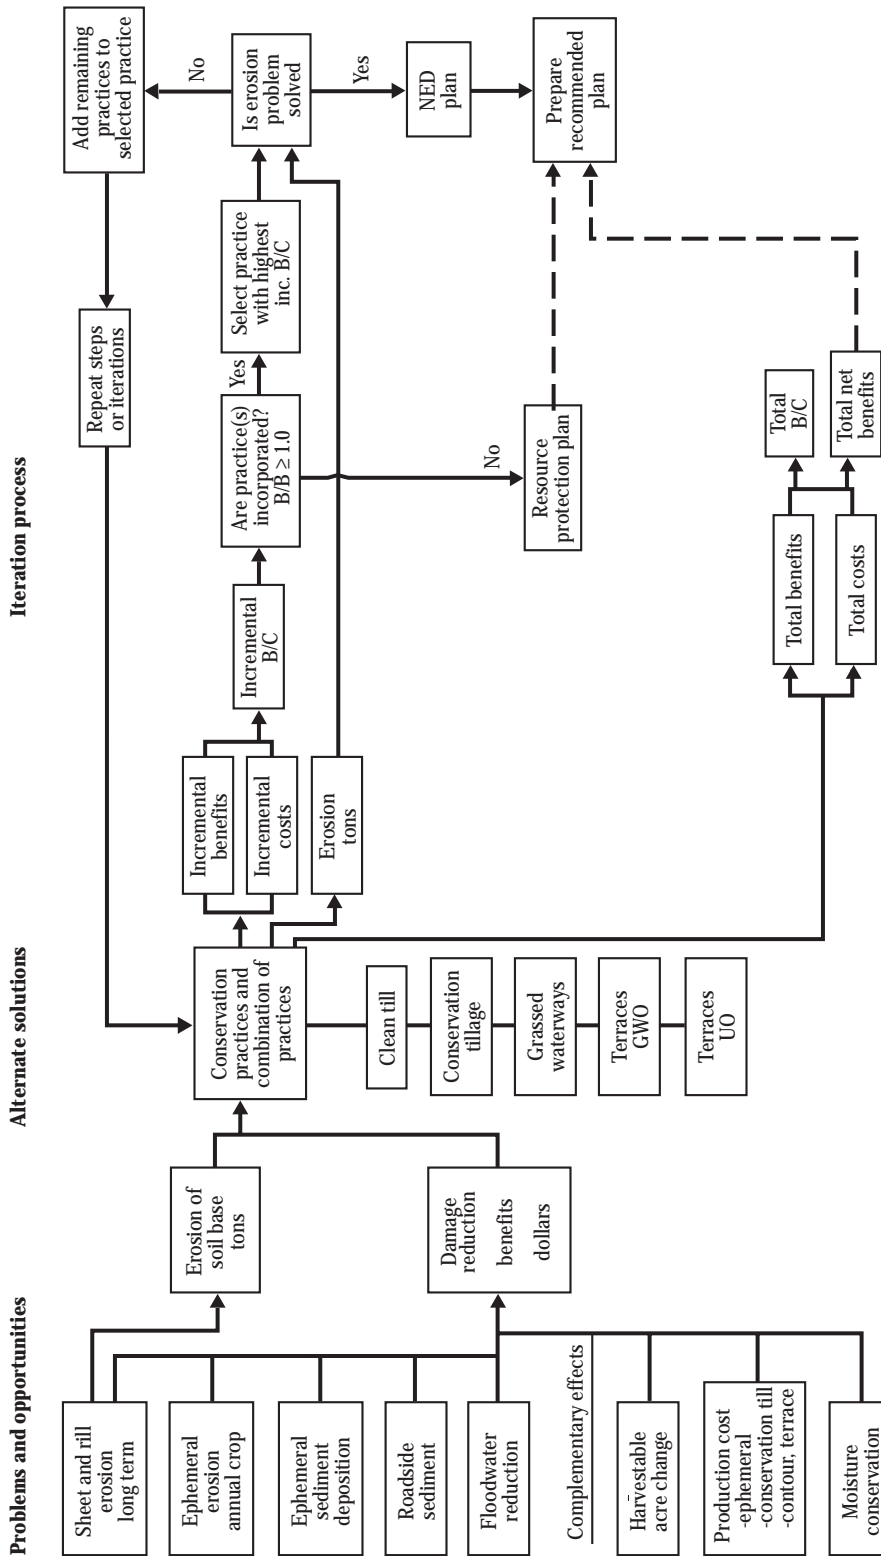 Problems and opportunities
Alternate solutions
Iteration process
Sheet and rill
erosion
long term
Ephemeral
erosion
annual crop
Ephemeral
sediment
deposition
Roadside
sediment
Floodwater
reduction
Complementary effects
Harvestable
acre change
Production cost
-ephemeral
-conservation till
-contour, terrace
Moisture
conservation
Erosion of
soil base
tons
Damage
reduction
benefits
dollars
Conservation
practices and
combination of
practices
Clean till
Conservation
tillage
Grassed
waterways
Terraces
GWO
Terraces
UO
Incremental
benefits
Incremental
costs
Erosion
tons
Incremental
B/C
Are practice(s)
incorporated?
B/B ≥ 1.0
Yes
No
Select practice
with highest
inc. B/C
Is erosion
problem
solved
No
Yes
Add remaining
practices to
selected practice
Repeat steps
or iterations
NED
plan
Prepare
recommended
plan
Resource
protection plan
Total benefits
Total costs
Total
B/C
Total net
benefits